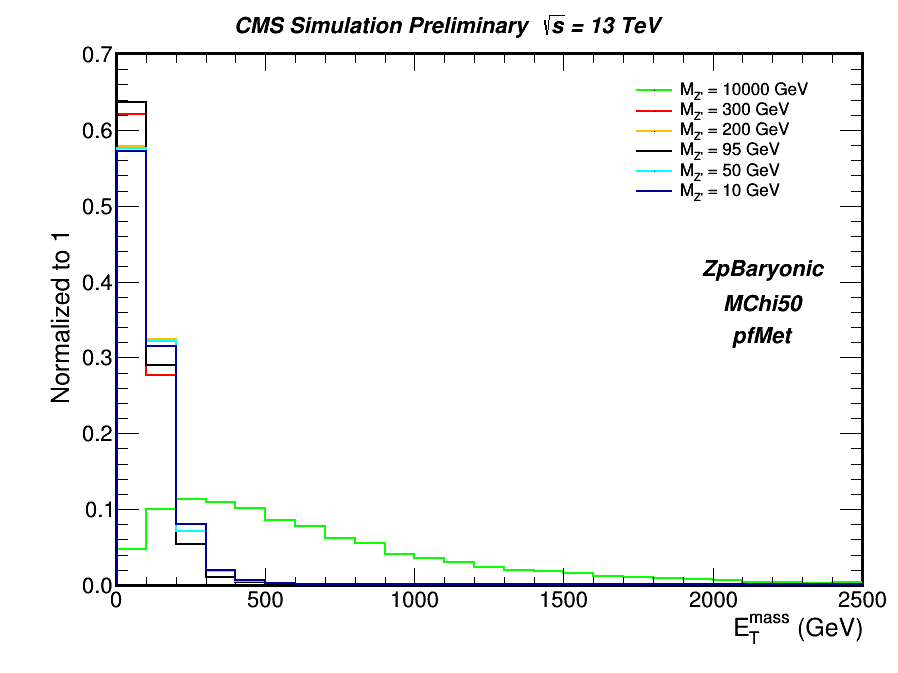 CMS Simulation Preliminary √s = 13 TeV
0.7
0.6
0.5
0.4
0.3
0.2
0.1
0.0
Normalized to 1
M_Z' = 10000 GeV
M_Z' = 300 GeV
M_Z' = 200 GeV
M_Z' = 95 GeV
M_Z' = 50 GeV
M_Z' = 10 GeV
ZpBaryonic
MChi50
pfMet
0 500 1000 1500 2000 2500
E_T^mass (GeV)